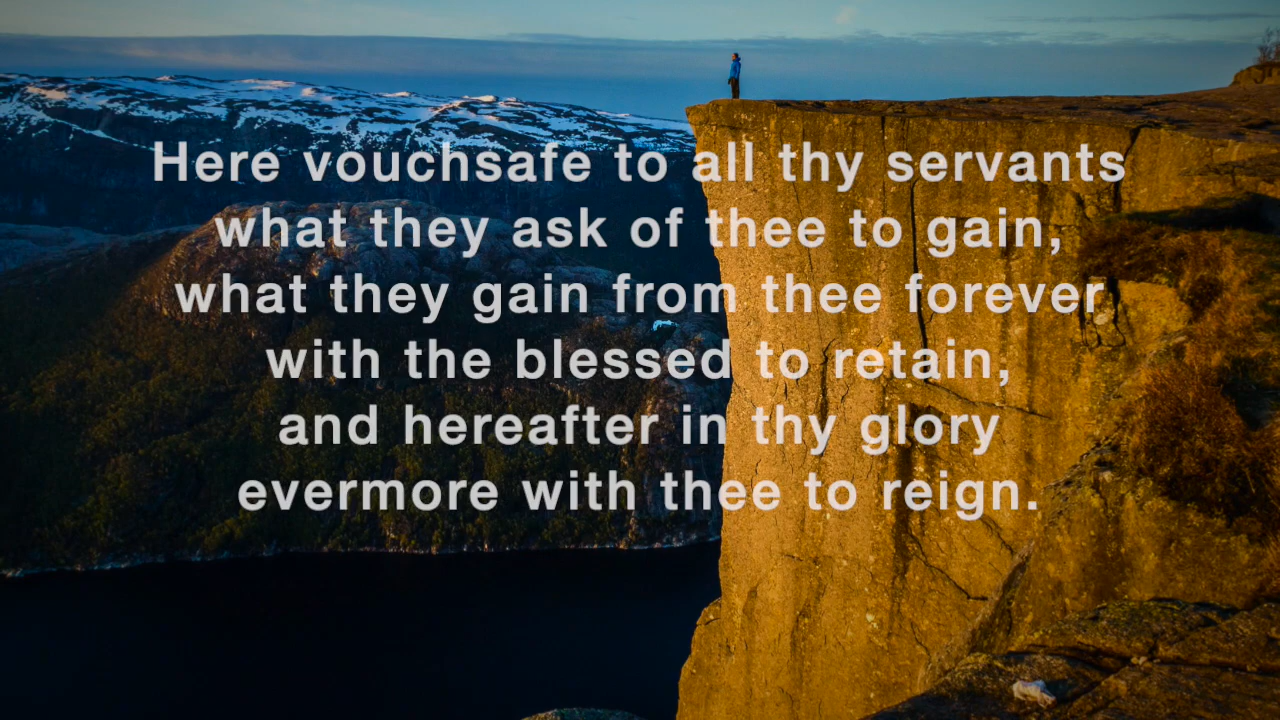 Here vouchsafe to all thy servants
what they ask of thee to gain,
what they gain from thee forever
with the blessed to retain,
and hereafter in thy glory
evermore with thee to reign.